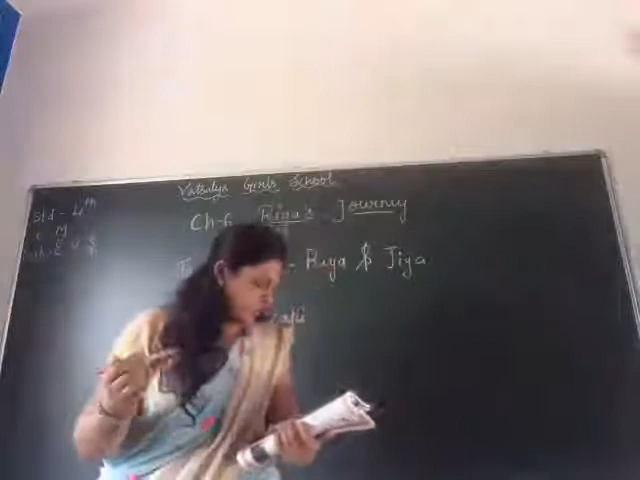 Vatsalya Girls School
Std - 4th
Ch-6 Riya's Journey
- Riya & Jiya